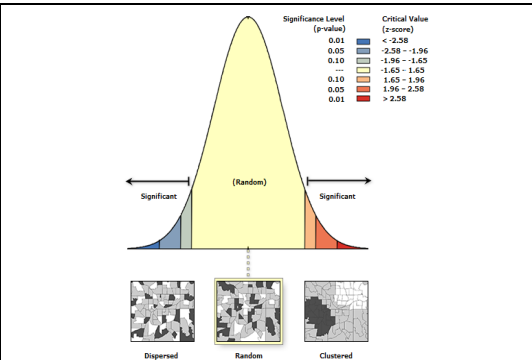 Significance Level Critical Value
(p-value) (z-score)
0.01 < -2.58
0.05 -2.58 – -1.96
0.10 -1.96 – -1.65
--- -1.65 – 1.65
0.10 1.65 – 1.96
0.05 1.96 – 2.58
0.01 > 2.58
(Random)
Significant Significant
Dispersed Random Clustered